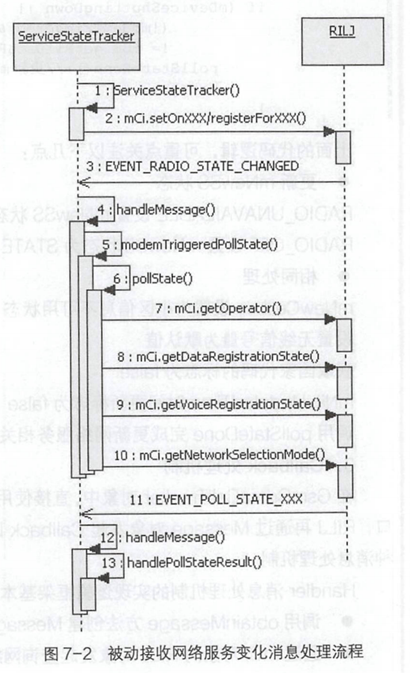 ServiceStateTracker
RILJ
1 : ServiceStateTracker()
2 : mCi.setOnXXX/registerForXXX()
3 : EVENT_RADIO_STATE_CHANGED
4 : handleMessage()
5 : modemTriggeredPollState()
6 : pollState()
7 : mCi.getOperator()
8 : mCi.getDataRegistrationState()
9 : mCi.getVoiceRegistrationState()
10 : mCi.getNetworkSelectionMode()
11 : EVENT_POLL_STATE_XXX
12 : handleMessage()
13 : handlePollStateResult()
图 7-2 被动接收网络服务变化消息处理流程